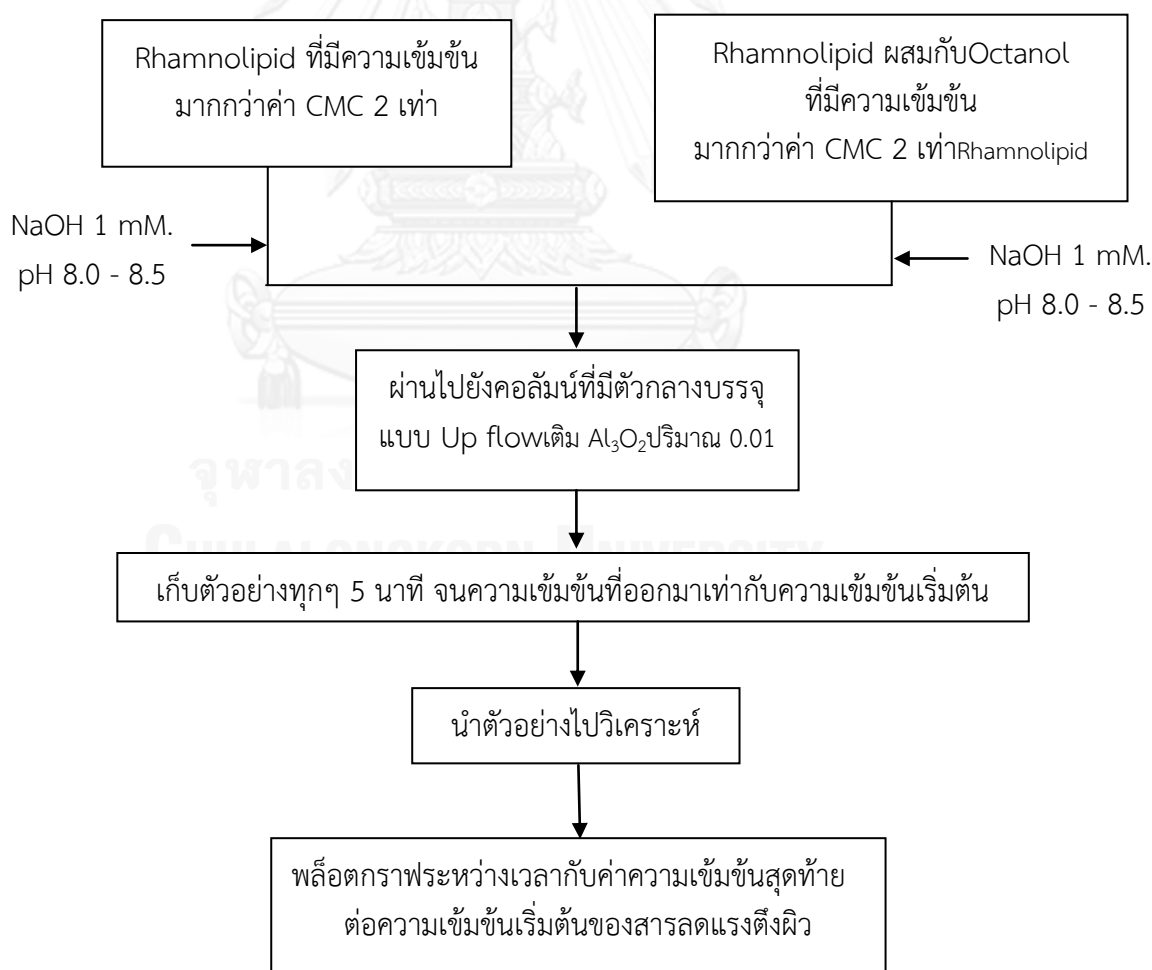 Rhamnolipid ที่มีความเข้มข้น
มากกว่าค่า CMC 2 เท่า
Rhamnolipid ผสมกับOctanol
ที่มีความเข้มข้น
มากกว่าค่า CMC 2 เท่าRhamnolipid
NaOH 1 mM.
pH 8.0 - 8.5
NaOH 1 mM.
pH 8.0 - 8.5
ผ่านไปยังคอลัมน์ที่มีตัวกลางบรรจุ
แบบ Up flowเติม Al₃O₂ปริมาณ 0.01
จุฬาลง
CHULALONGKORN UNIVERSITY
เก็บตัวอย่างทุกๆ 5 นาที จนความเข้มข้นที่ออกมาเท่ากับความเข้มข้นเริ่มต้น
นำตัวอย่างไปวิเคราะห์
พล็อตกราฟระหว่างเวลากับค่าความเข้มข้นสุดท้าย
ต่อความเข้มข้นเริ่มต้นของสารลดแรงตึงผิว